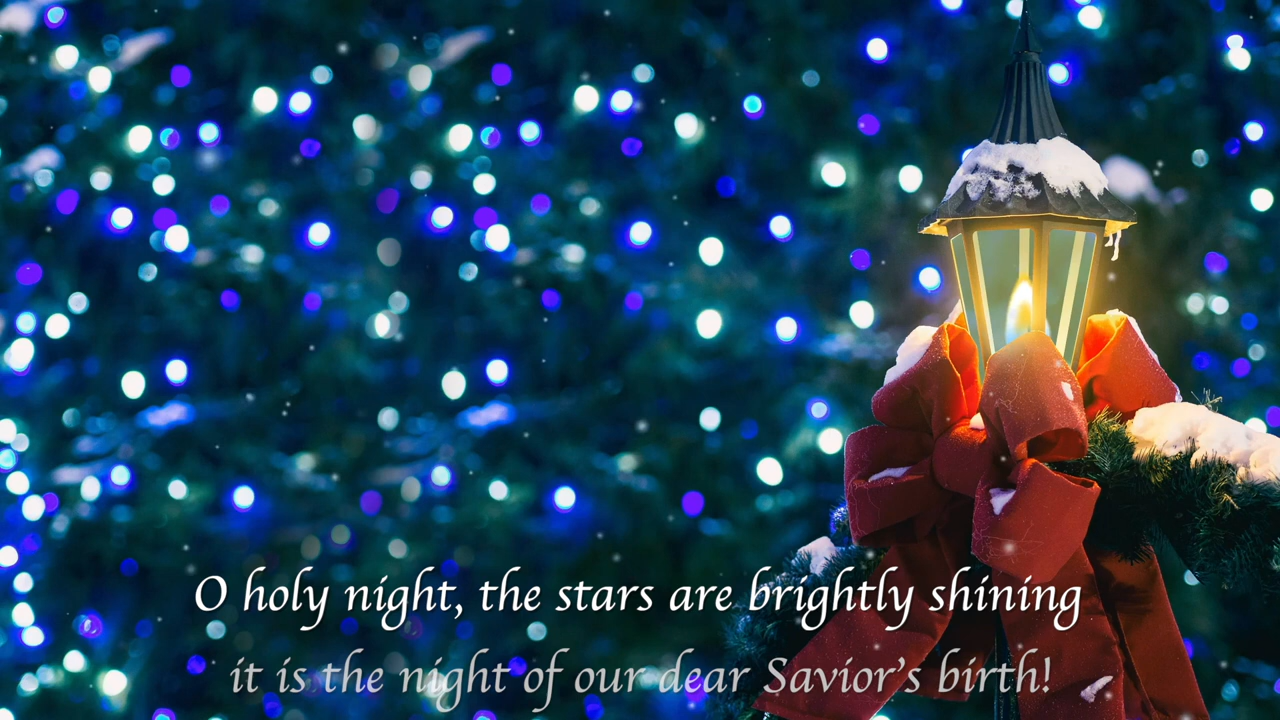 O holy night, the stars are brightly shining
it is the night of our dear Savior's birth!